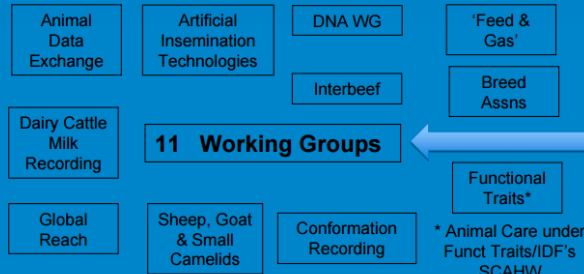 Animal
Data
Exchange
Artificial
Insemination
Technologies
DNA WG
'Feed &
Gas'
Interbeef
Breed
Assns
Dairy Cattle
Milk
Recording
11 Working Groups
Functional
Traits*
Global
Reach
Sheep, Goat
& Small
Camelids
Conformation
Recording
* Animal Care under
Funct Traits/IDF's
SCAHW